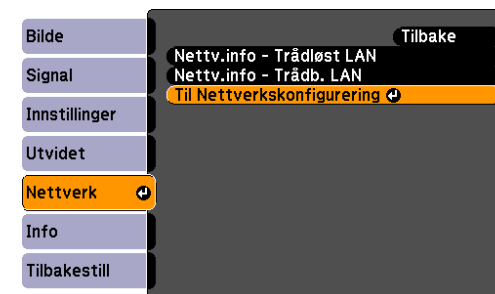 Bilde
Signal
Innstillinger
Utvidet
Nettverk
Info
Tilbakestill
Tilbake
Nettv.info - Trådløst LAN
Nettv.info - Trådb. LAN
Til Nettverkskonfigurering